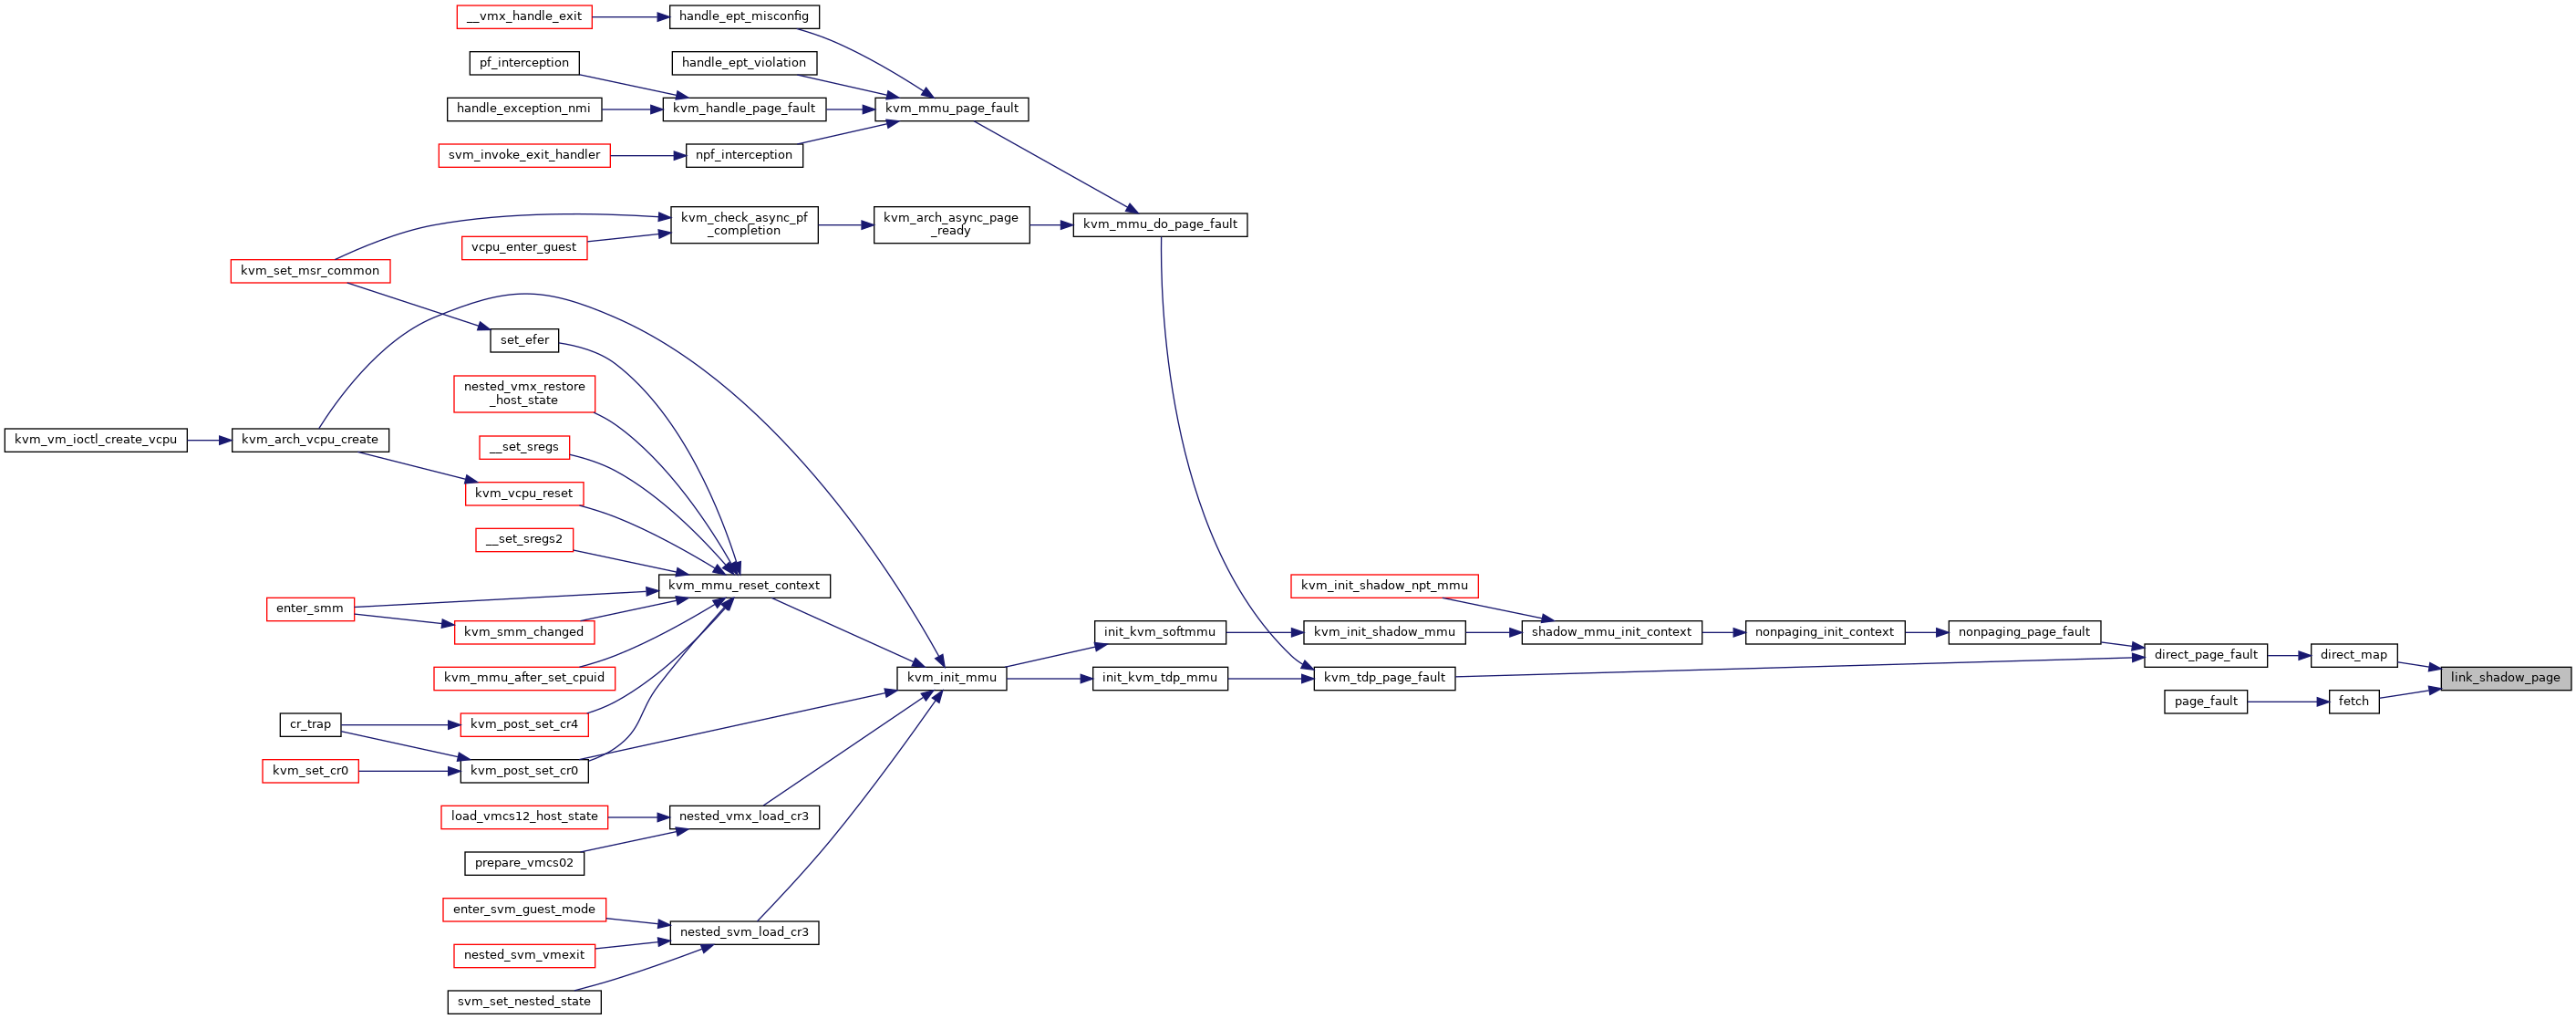 __vmx_handle_exit
handle_ept_misconfig
pf_interception
handle_ept_violation
handle_exception_nmi
kvm_handle_page_fault
kvm_mmu_page_fault
svm_invoke_exit_handler
npf_interception
kvm_check_async_pf
_completion
kvm_arch_async_page
_ready
kvm_mmu_do_page_fault
vcpu_enter_guest
kvm_set_msr_common
set_efer
nested_vmx_restore
_host_state
kvm_vm_ioctl_create_vcpu
kvm_arch_vcpu_create
__set_sregs
kvm_vcpu_reset
__set_sregs2
kvm_mmu_reset_context
kvm_init_shadow_npt_mmu
enter_smm
kvm_smm_changed
init_kvm_softmmu
kvm_init_shadow_mmu
shadow_mmu_init_context
nonpaging_init_context
nonpaging_page_fault
direct_page_fault
direct_map
kvm_mmu_after_set_cpuid
kvm_init_mmu
init_kvm_tdp_mmu
kvm_tdp_page_fault
link_shadow_page
page_fault
fetch
cr_trap
kvm_post_set_cr4
kvm_set_cr0
kvm_post_set_cr0
load_vmcs12_host_state
nested_vmx_load_cr3
prepare_vmcs02
enter_svm_guest_mode
nested_svm_load_cr3
nested_svm_vmexit
svm_set_nested_state